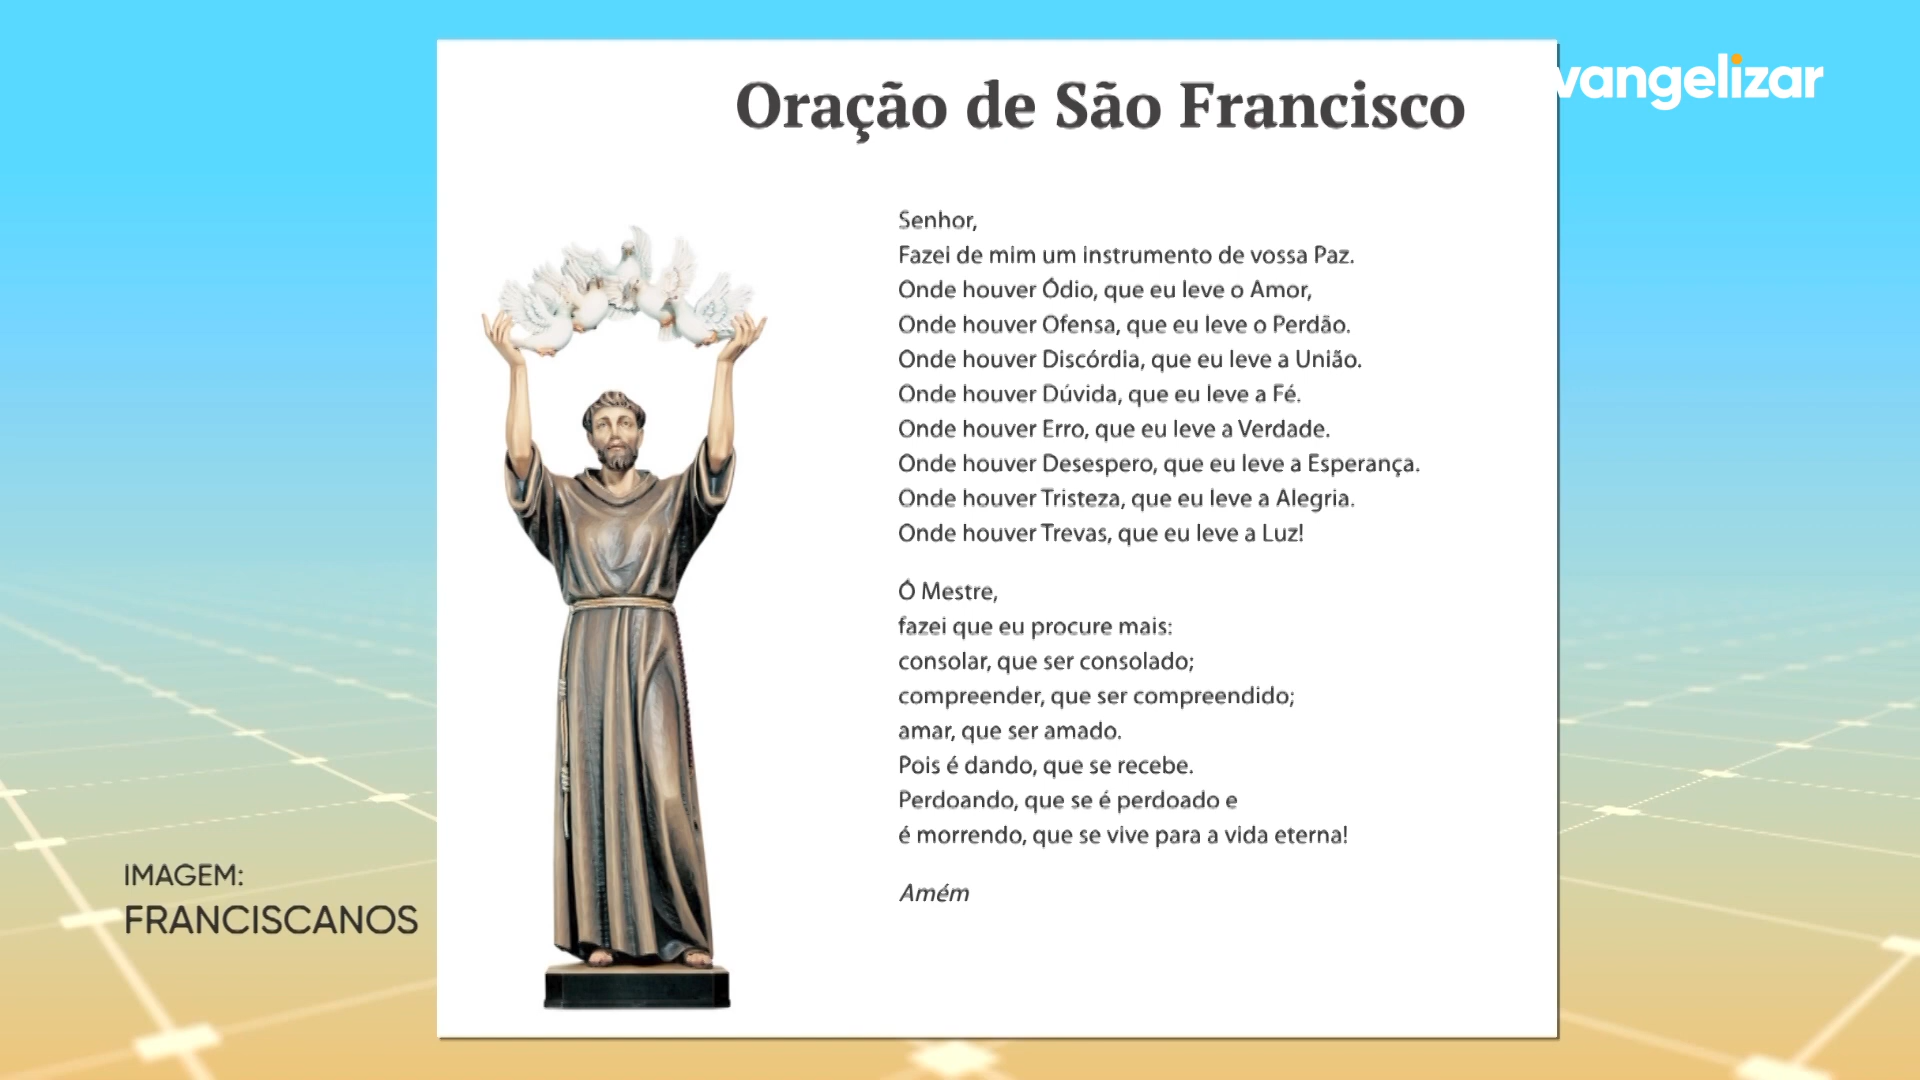 Oração de São Francisco
vangelizar
Senhor,
Fazei de mim um instrumento de vossa Paz.
Onde houver Ódio, que eu leve o Amor,
Onde houver Ofensa, que eu leve o Perdão.
Onde houver Discórdia, que eu leve a União.
Onde houver Dúvida, que eu leve a Fé.
Onde houver Erro, que eu leve a Verdade.
Onde houver Desespero, que eu leve a Esperança.
Onde houver Tristeza, que eu leve a Alegria.
Onde houver Trevas, que eu leve a Luz!
Ó Mestre,
fazei que eu procure mais:
consolar, que ser consolado;
compreender, que ser compreendido;
amar, que ser amado.
Pois é dando, que se recebe.
Perdoando, que se é perdoado e
é morrendo, que se vive para a vida eterna!
Amém
IMAGEM:
FRANCISCANOS